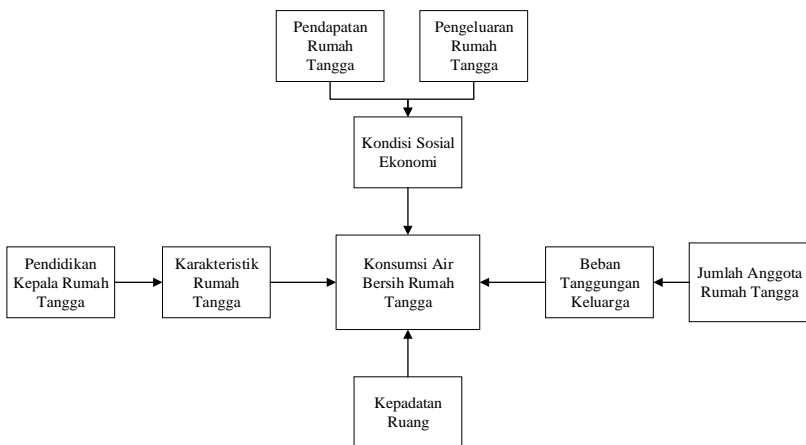 Pendapatan
Rumah
Tangga
Pengeluaran
Rumah
Tangga
Kondisi Sosial
Ekonomi
Pendidikan
Kepala Rumah
Tangga
Karakteristik
Rumah
Tangga
Konsumsi Air
Bersih Rumah
Tangga
Beban
Tanggungan
Keluarga
Jumlah Anggota
Rumah Tangga
Kepadatan
Ruang